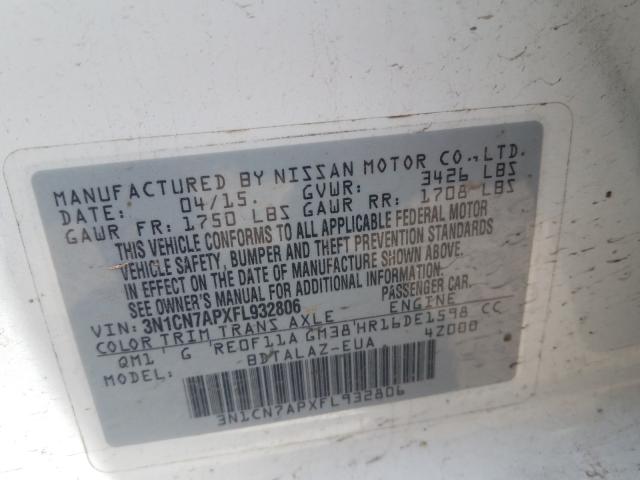 MANUFACTURED BY NISSAN MOTOR CO., LTD.
DATE: 04/15. GVWR: 3426 LBS
GAWR FR: 1750 LBS GAWR RR: 1708 LBS
THIS VEHICLE CONFORMS TO ALL APPLICABLE FEDERAL MOTOR
VEHICLE SAFETY, BUMPER AND THEFT PREVENTION STANDARDS
IN EFFECT ON THE DATE OF MANUFACTURE SHOWN ABOVE.
SEE OWNER'S MANUAL FOR ADDITIONAL INFORMATION.
VIN: 3N1CN7APXFL932806 PASSENGER CAR.
COLOR TRIM TRANS AXLE ENGINE
QM1 G RE0F11A GM38 HR16DE1598 CC
MODEL: BDTALAZ-EUA 4Z000
3N1CN7APXFL932806